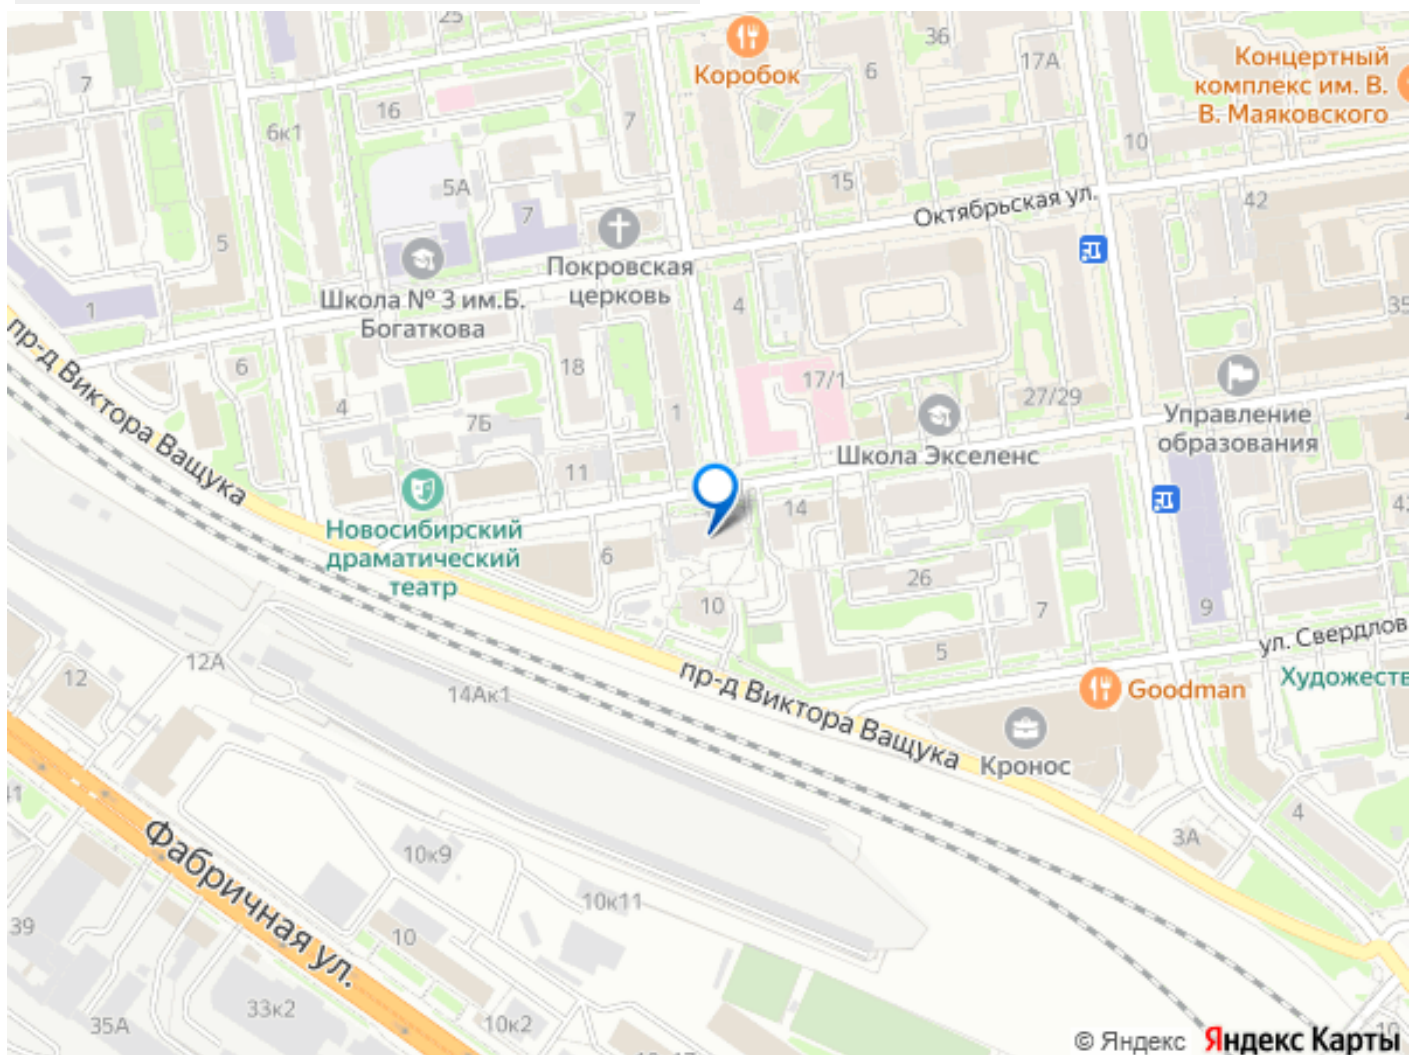 25
Коробок
36
17А
6
Концертный
комплекс им. В.
В. Маяковского
7
16
6к1
7
10
5А
15
7
Октябрьская ул.
42
5
Покровская
церковь
Школа № 3 им.Б.
Богаткова
1
4
35
пр-д Виктора Ващука
6
18
17/1
4
7Б
1
27/29
Управление
образования
Школа Экселенс
11
14
Новосибирский
драматический
театр
6
26
10
7
9
5
ул. Свердлов
12А
12
14Ак1
пр-д Виктора Ващука
Goodman
Художеств
Кронос
41
4
3А
Фабричная ул.
10к9
10к11
39
10
33к2
35А
10к2
10
© Яндекс Яндекс Карты